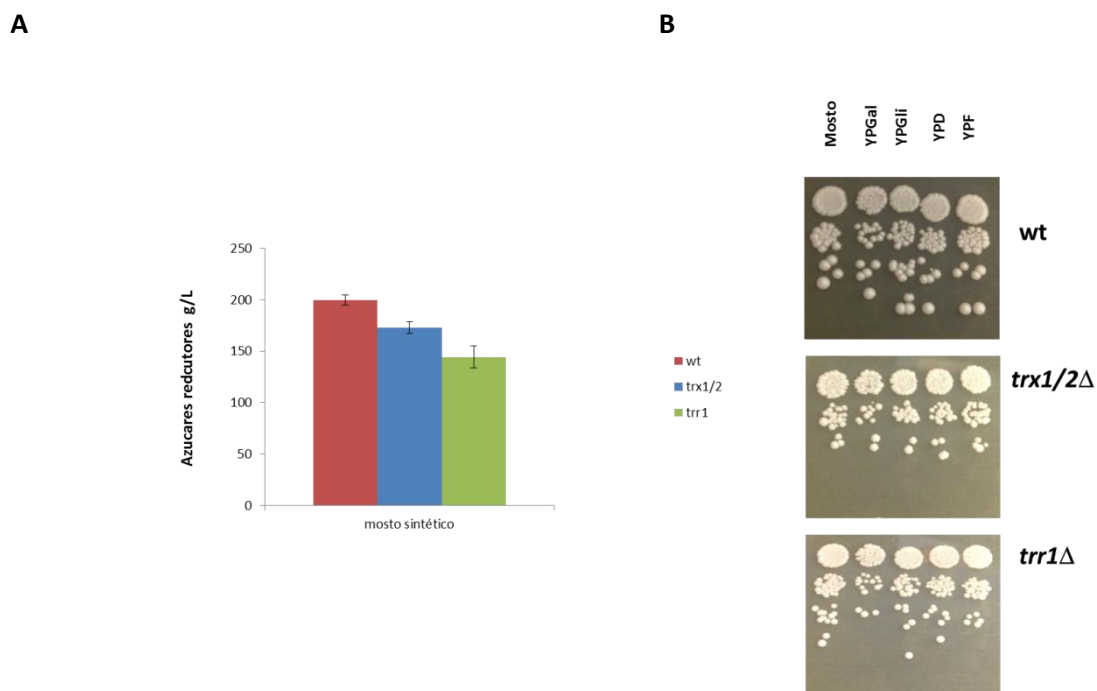 A
B
Mosto
YPGal
YPGli
YPD
YPF
wt
trx1/2Δ
trr1Δ
Azucares redcutores g/L
250
200
150
100
50
0
mosto sintético
wt
trx1/2
trr1